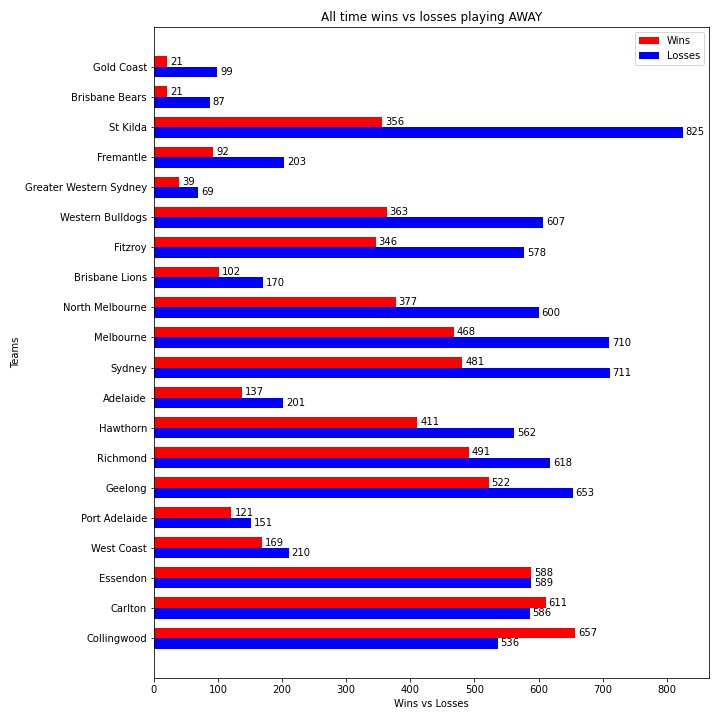 All time wins vs losses playing AWAY
Wins
Losses
Teams
Gold Coast 21
99
Brisbane Bears 21
87
St Kilda 356
825
Fremantle 92
203
Greater Western Sydney 39
69
Western Bulldogs 363
607
Fitzroy 346
578
Brisbane Lions 102
170
North Melbourne 377
600
Melbourne 468
710
Sydney 481
711
Adelaide 137
201
Hawthorn 411
562
Richmond 491
618
Geelong 522
653
Port Adelaide 121
151
West Coast 169
210
Essendon 588
589
Carlton 611
586
Collingwood 657
536
0 100 200 300 400 500 600 700 800
Wins vs Losses